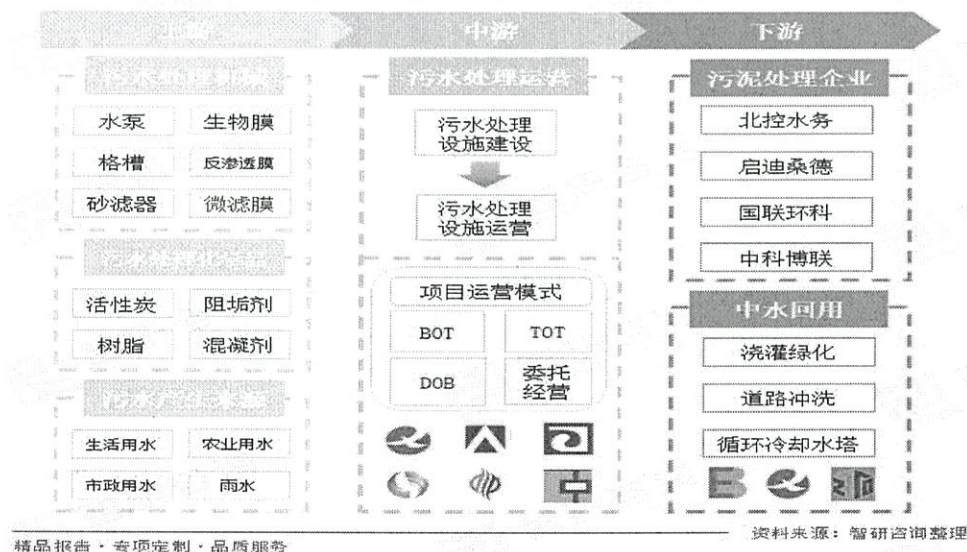 上游
中游
下游
污水处理运营
污泥处理企业
水泵
生物膜
格槽
反渗透膜
砂滤器
微滤膜
活性炭
阻垢剂
树脂
混凝剂
生活用水
农业用水
市政用水
雨水
污水处理
设施建设
污水处理
设施运营
项目运营模式
BOT
TOT
DOB
委托
经营
北控水务
启迪桑德
国联环科
中科博联
中水回用
浇灌绿化
道路冲洗
循环冷却水塔
资料来源：智研咨询整理
精品报告·专项定制·品质服务